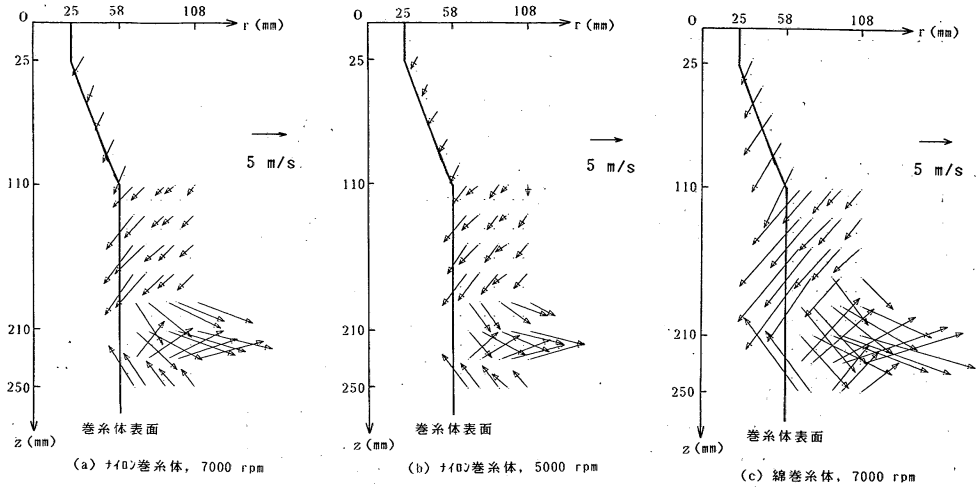 O 25 58 108 r (mm)
25
5 m/s
110
210
250
z (mm)
巻糸体表面
(a) ナイロン巻糸体, 7000 rpm
O 25 58 108 r (mm)
25
5 m/s
110
210
250
z (mm)
巻糸体表面
(b) ナイロン巻糸体, 5000 rpm
O 25 58 108 r (mm)
25
5 m/s
110
210
250
z (mm)
巻糸体表面
(c) 綿巻糸体, 7000 rpm